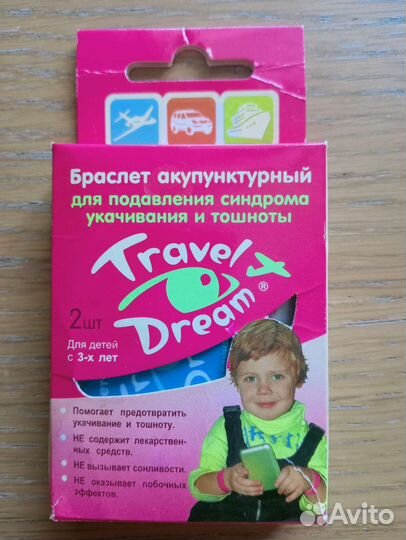 Браслет акупунктурный
для подавления синдрома
укачивания и тошноты
Travel
Dream®
2шт
Для детей
с 3-х лет
• Помогает предотвратить
укачивание и тошноту.
• НЕ содержит лекарствен-
ных средств.
• НЕ вызывает сонливости.
• НЕ оказывает побочных
эффектов.
Avito